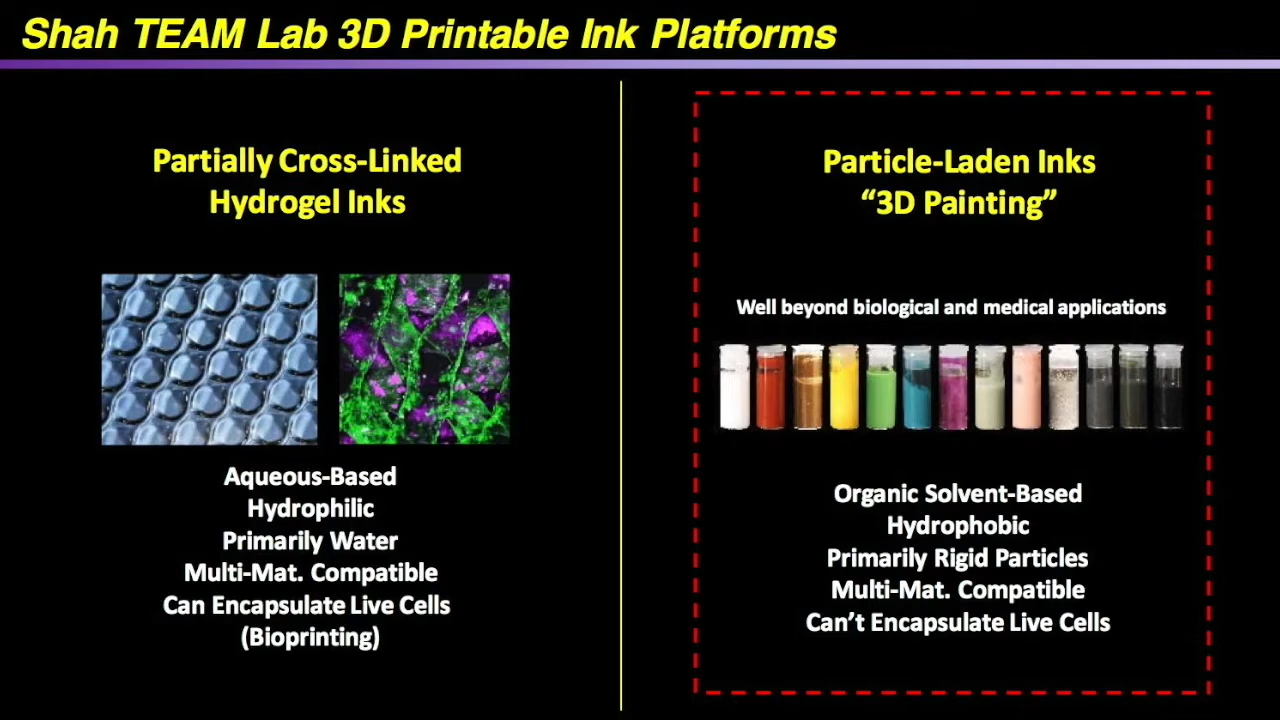 Shah TEAM Lab 3D Printable Ink Platforms
Partially Cross-Linked
Hydrogel Inks
Aqueous-Based
Hydrophilic
Primarily Water
Multi-Mat. Compatible
Can Encapsulate Live Cells
(Bioprinting)
Particle-Laden Inks
“3D Painting”
Well beyond biological and medical applications
Organic Solvent-Based
Hydrophobic
Primarily Rigid Particles
Multi-Mat. Compatible
Can’t Encapsulate Live Cells